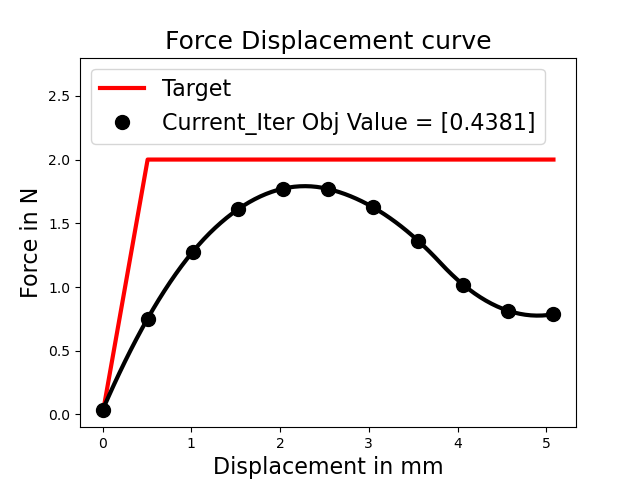 Force Displacement curve
Target
Current_Iter Obj Value = [0.4381]
Force in N
2.5
2.0
1.5
1.0
0.5
0.0
0 1 2 3 4 5
Displacement in mm